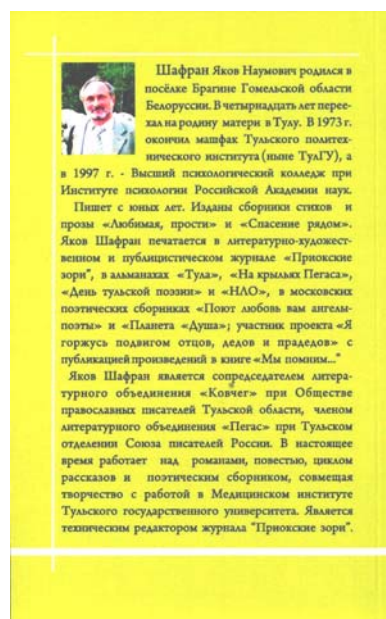 Шафран Яков Наумович родился в
посёлке Брагине Гомельской области
Белоруссии. В четырнадцать лет перее-
хал на родину матери в Тулу. В 1973 г.
окончил машфак Тульского политех-
нического института (ныне ТулГУ), а
в 1997 г. - Высший психологический колледж при
Институте психологии Российской Академии наук.
Пишет с юных лет. Изданы сборники стихов и
прозы «Любимая, прости» и «Спасение рядом».
Яков Шафран печатается в литературно-художест-
венном и публицистическом журнале «Приокские
зори", в альманахах «Тула», «На крыльях Пегаса»,
«День тульской поэзии» и «НЛО», в московских
поэтических сборниках «Поют любовь вам ангелы-
поэты» и «Планета «Душа»; участник проекта «Я
горжусь подвигом отцов, дедов и прадедов» с
публикацией произведений в книге «Мы помним..."
Яков Шафран является сопредседателем литера-
турного объединения «Ковчег» при Обществе
православных писателей Тульской области, членом
литературного объединения «Пегас» при Тульском
отделении Союза писателей России. В настоящее
время работает над романами, повестью, циклом
рассказов и поэтическим сборником, совмещая
творчество с работой в Медицинском институте
Тульского государственного университета. Является
техническим редактором журнала "Приокские зори".